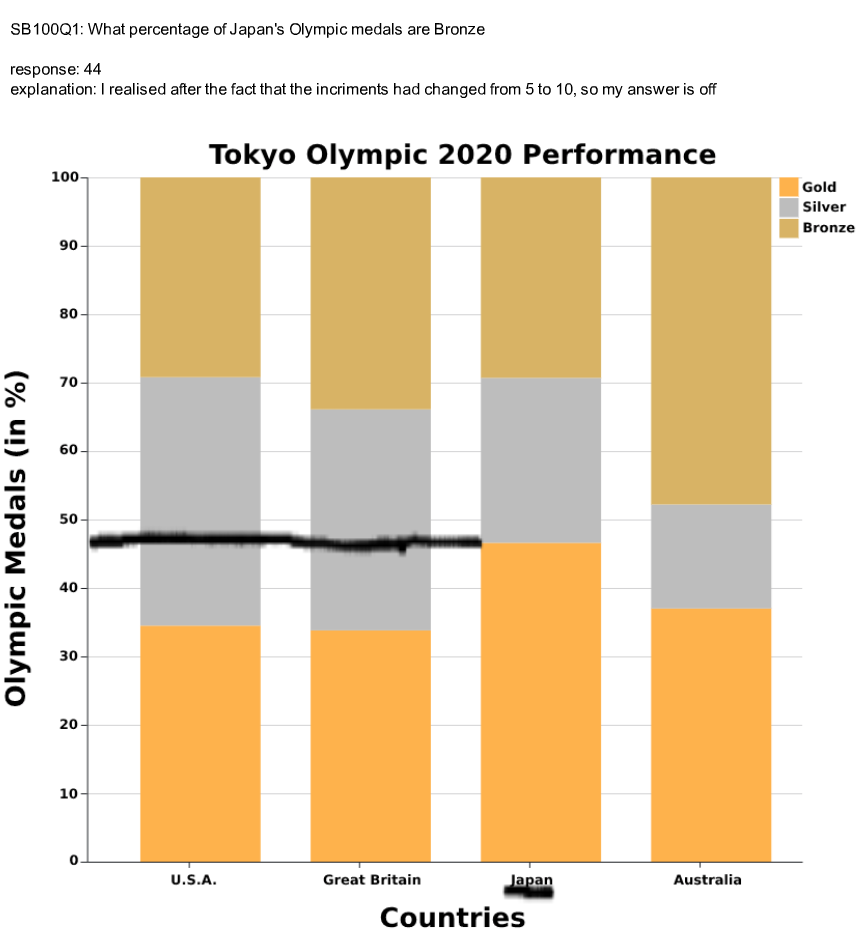 SB100Q1: What percentage of Japan's Olympic medals are Bronze
response: 44
explanation: I realised after the fact that the incriments had changed from 5 to 10, so my answer is off
Tokyo Olympic 2020 Performance
Gold
Silver
Bronze
100
90
80
70
60
50
40
30
20
10
0
Olympic Medals (in %)
U.S.A. Great Britain Japan Australia
Countries